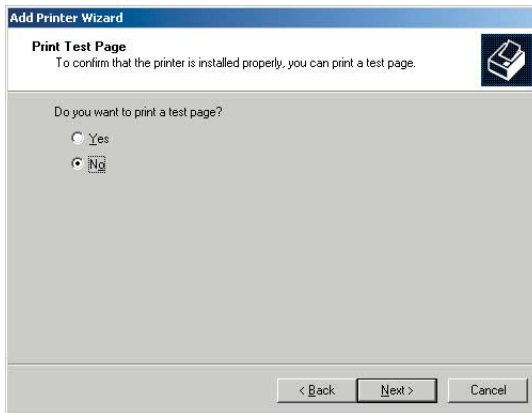 Add Printer Wizard
Print Test Page
To confirm that the printer is installed properly, you can print a test page.
Do you want to print a test page?
Yes
No
< Back
Next >
Cancel